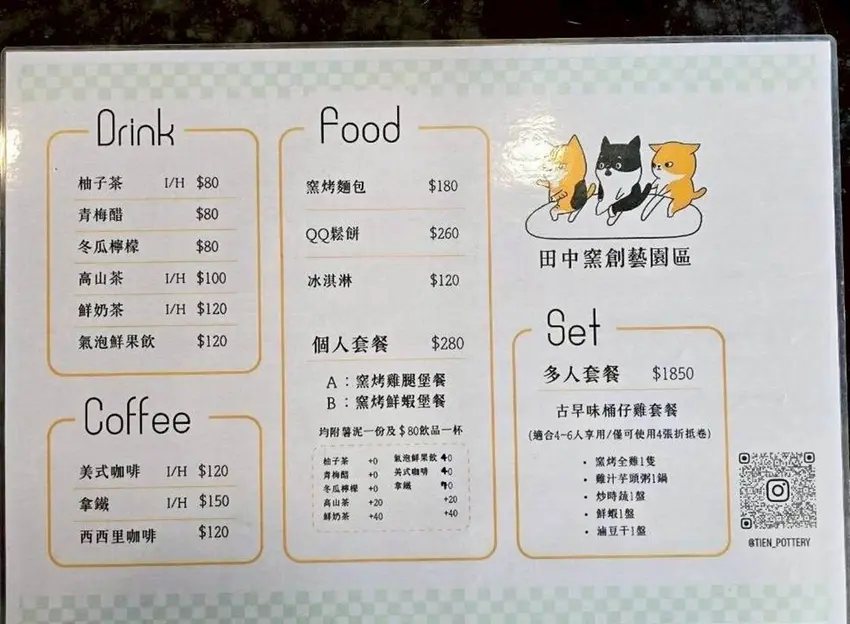 Drink
柚子茶 I/H $80
青梅醋 $80
冬瓜檸檬 $80
高山茶 I/H $100
鮮奶茶 I/H $120
氣泡鮮果飲 $120
Coffee
美式咖啡 I/H $120
拿鐵 I/H $150
西西里咖啡 $120
Food
窯烤麵包 $180
QQ鬆餅 $260
冰淇淋 $120
個人套餐 $280
A：窯烤雞腿堡餐
B：窯烤鮮蝦堡餐
均附薯泥一份及$80飲品一杯
柚子茶 +0
青梅醋 +0
冬瓜檸檬 +0
高山茶 +20
鮮奶茶 +40
氣泡鮮果飲
美式咖啡
拿鐵
+20
+40
田中窯創藝園區
Set
多人套餐 $1850
古早味桶仔雞套餐
(適合4-6人享用/僅可使用4張折抵卷)
• 窯烤全雞1隻
• 雞汁芋頭粥1鍋
• 炒時蔬1盤
• 鮮蝦1盤
• 滷豆干1盤
@TIEN_POTTERY